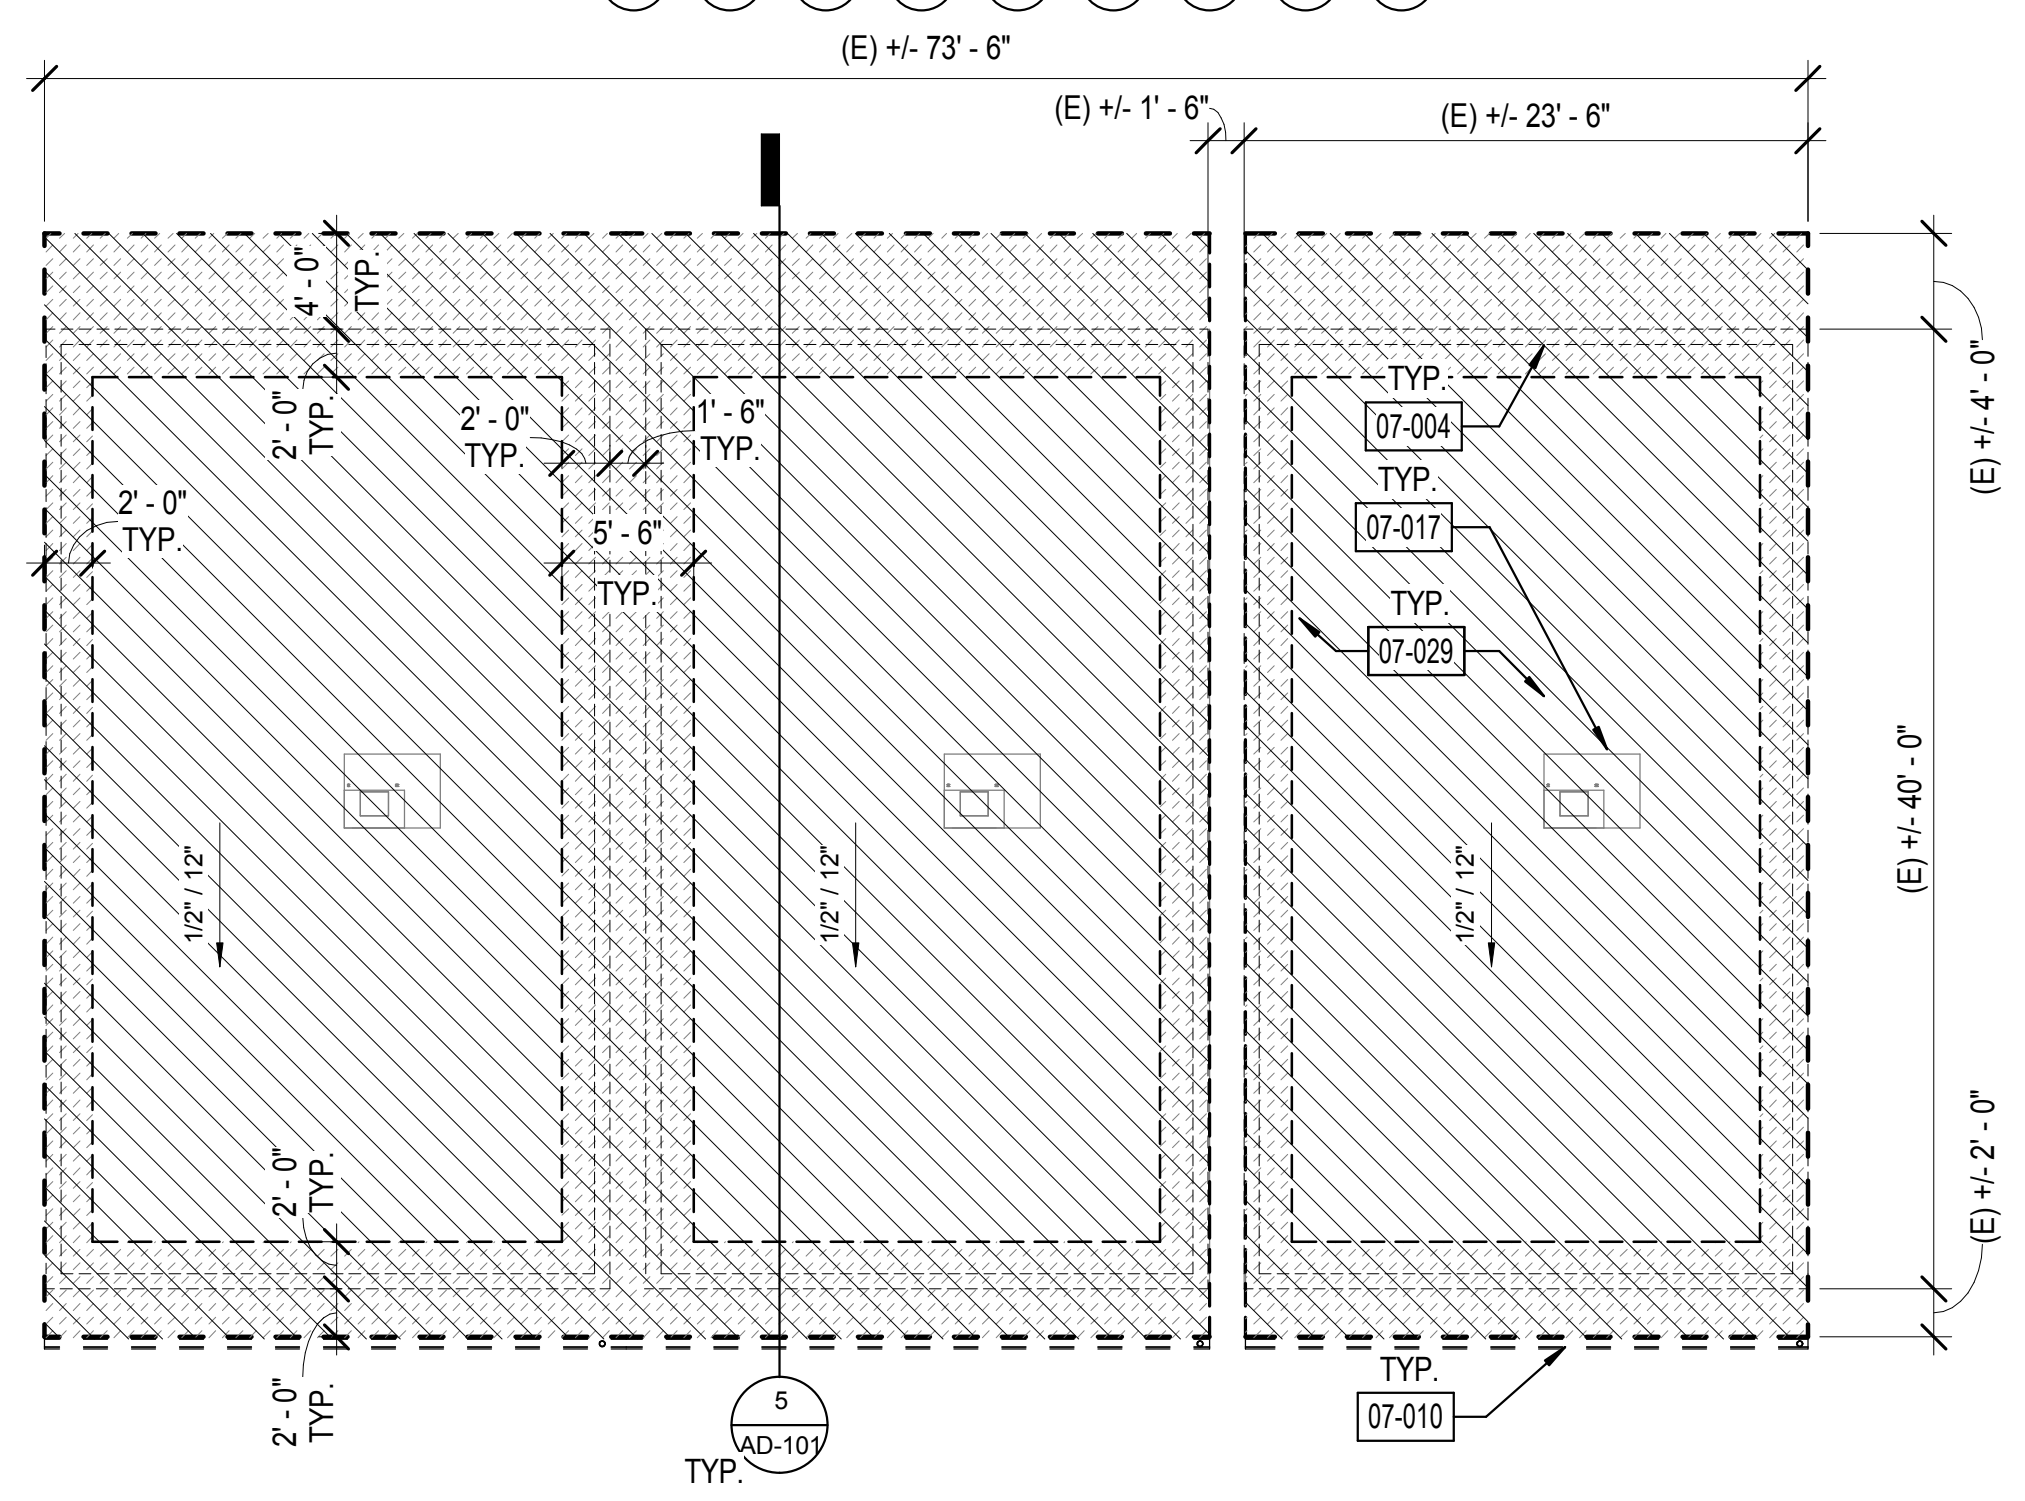 (E) +/- 73' - 6"
(E) +/- 1' - 6"
(E) +/- 23' - 6"
4' - 0"
TYP.
2' - 0"
TYP.
2' - 0"
TYP.
1' - 6"
TYP.
2' - 0"
TYP.
5' - 6"
TYP.
TYP.
07-004
TYP.
07-017
TYP.
07-029
(E) +/- 4' - 0"
(E) +/- 40' - 0"
(E) +/- 2' - 0"
1/2" / 12"
1/2" / 12"
1/2" / 12"
2' - 0"
TYP.
2' - 0"
TYP.
5
AD-101
TYP.
TYP.
07-010